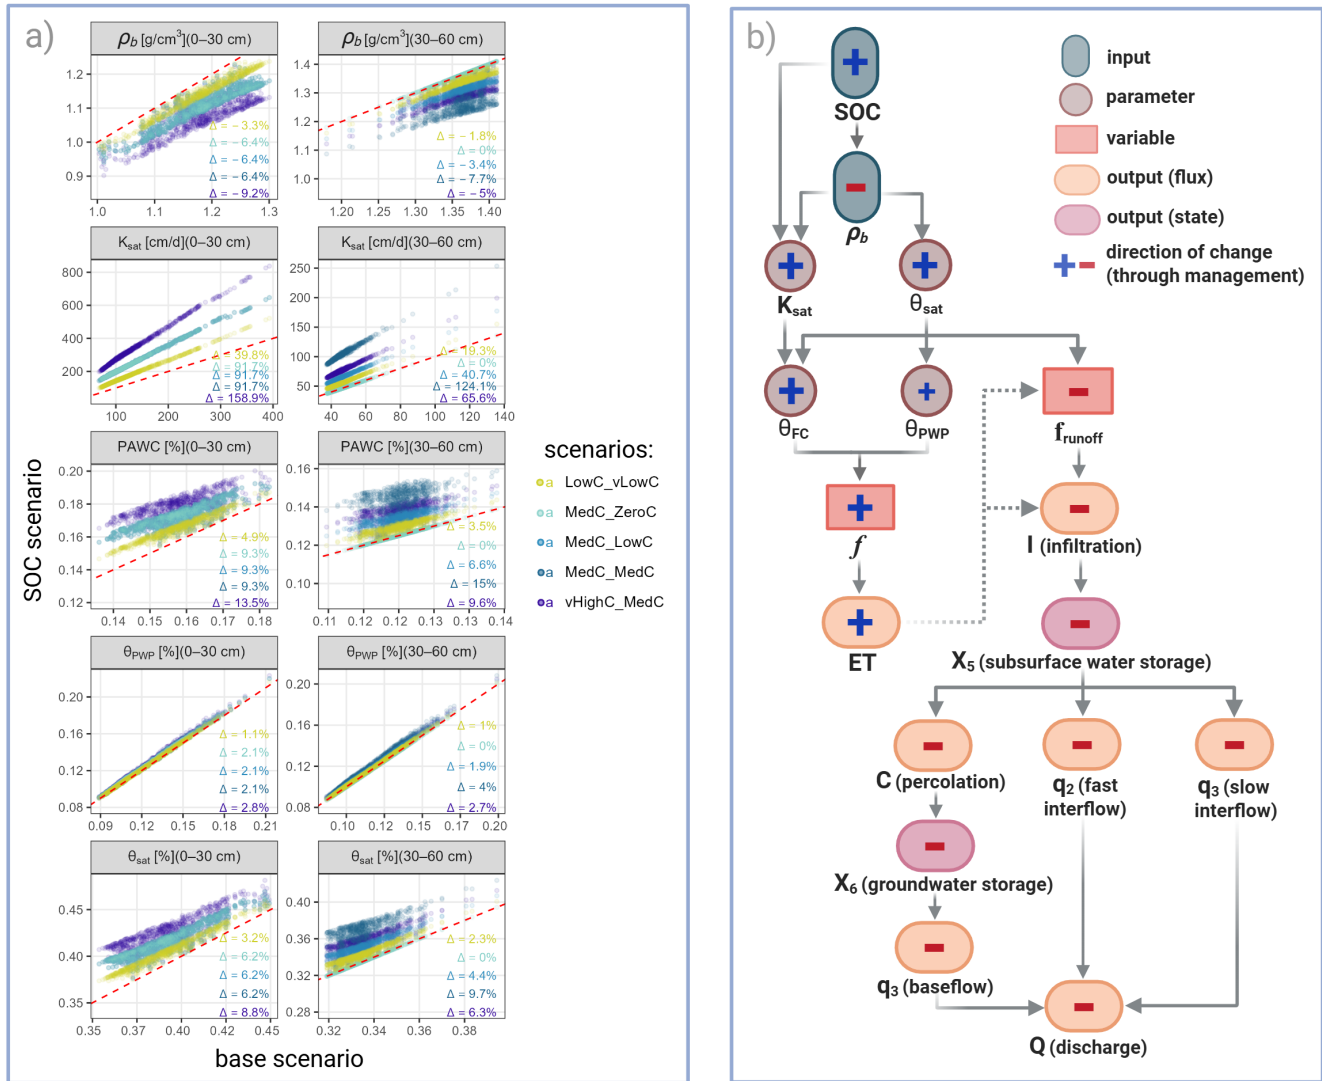 a)
ρb [g/cm³](0–30 cm)
ρb [g/cm³](30–60 cm)
1.2
1.1
1.0
0.9
Δ = − 3.3%
Δ = − 6.4%
Δ = − 6.4%
Δ = − 6.4%
Δ = − 9.2%
1.0 1.1 1.2 1.3
1.4
1.3
1.2
1.1
1.0
Δ = − 1.8%
Δ = 0%
Δ = − 3.4%
Δ = − 7.7%
Δ = − 5%
1.20 1.25 1.30 1.35 1.40
Ksat [cm/d](0–30 cm)
Ksat [cm/d](30–60 cm)
800
600
400
200
Δ = 39.8%
Δ = 91.7%
Δ = 91.7%
Δ = 91.7%
Δ = 158.9%
100 200 300 400
250
200
150
100
50
Δ = 19.3%
Δ = 0%
Δ = 40.7%
Δ = 124.1%
Δ = 65.6%
40 60 80 100 120 140
PAWC [%](0–30 cm)
PAWC [%](30–60 cm)
0.20
0.18
0.16
0.14
0.12
Δ = 4.9%
Δ = 9.3%
Δ = 9.3%
Δ = 9.3%
Δ = 13.5%
0.14 0.15 0.16 0.17 0.18
0.16
0.14
0.12
0.10
Δ = 3.5%
Δ = 0%
Δ = 6.6%
Δ = 15%
Δ = 9.6%
0.11 0.12 0.12 0.13 0.13 0.14
θPWP [%](0–30 cm)
θPWP [%](30–60 cm)
0.20
0.16
0.12
0.08
Δ = 1.1%
Δ = 2.1%
Δ = 2.1%
Δ = 2.1%
Δ = 2.8%
0.09 0.12 0.15 0.18 0.21
0.20
0.16
0.12
0.08
Δ = 1%
Δ = 0%
Δ = 1.9%
Δ = 4%
Δ = 2.7%
0.10 0.12 0.15 0.17 0.20
θsat [%](0–30 cm)
θsat [%](30–60 cm)
0.45
0.40
0.35
Δ = 3.2%
Δ = 6.2%
Δ = 6.2%
Δ = 6.2%
Δ = 8.8%
0.35 0.38 0.40 0.42 0.45
0.40
0.36
0.32
0.28
Δ = 2.3%
Δ = 0%
Δ = 4.4%
Δ = 9.7%
Δ = 6.3%
0.32 0.34 0.36 0.38
SOC scenario
base scenario
scenarios:
a LowC_vLowC
a MedC_ZeroC
a MedC_LowC
a MedC_MedC
a vHighC_MedC
b)
+
SOC
−
ρb
+
Ksat
+
θsat
+
θFC
+
θPWP
−
frunoff
+
f
−
I (infiltration)
+
ET
−
X5 (subsurface water storage)
−
C (percolation)
−
q2 (fast
interflow)
−
q3 (slow
interflow)
−
X6 (groundwater storage)
−
q3 (baseflow)
−
Q (discharge)
input
parameter
variable
output (flux)
output (state)
+ − direction of change
(through management)